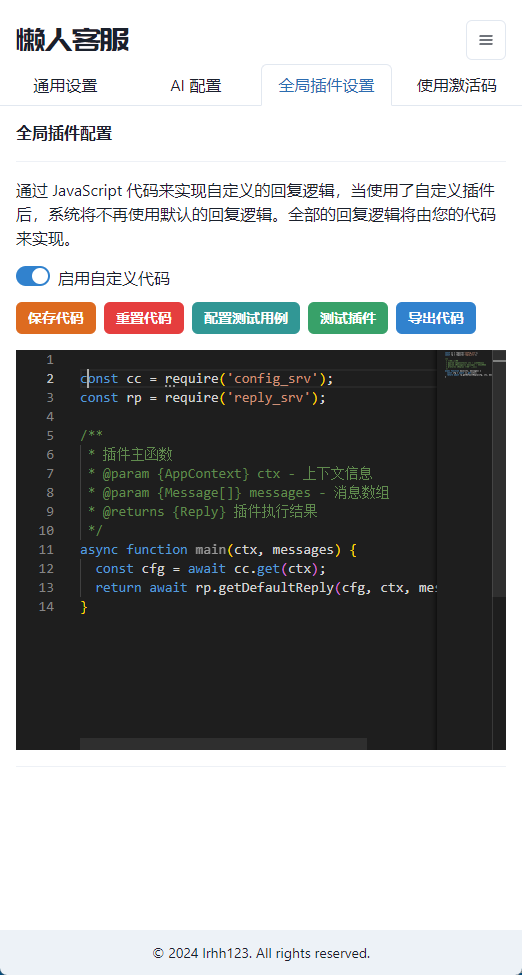 懒人客服
通用设置 AI 配置 全局插件设置 使用激活码
全局插件配置
通过 JavaScript 代码来实现自定义的回复逻辑，当使用了自定义插件
后，系统将不再使用默认的回复逻辑。全部的回复逻辑将由您的代码
来实现。
启用自定义代码
保存代码 重置代码 配置测试用例 测试插件 导出代码
1
2 const cc = require('config_srv');
3 const rp = require('reply_srv');
4
5 /**
6 * 插件主函数
7 * @param {AppContext} ctx - 上下文信息
8 * @param {Message[]} messages - 消息数组
9 * @returns {Reply} 插件执行结果
10 */
11 async function main(ctx, messages) {
12 const cfg = await cc.get(ctx);
13 return await rp.getDefaultReply(cfg, ctx, mes
14 }
© 2024 lrhh123. All rights reserved.